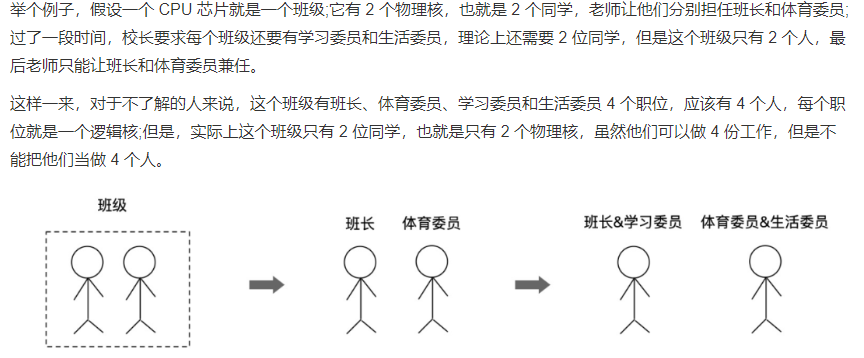 举个例子，假设一个 CPU 芯片就是一个班级;它有 2 个物理核，也就是 2 个同学，老师让他们分别担任班长和体育委员;
过了一段时间，校长要求每个班级还要有学习委员和生活委员，理论上还需要 2 位同学，但是这个班级只有 2 个人，最
后老师只能让班长和体育委员兼任。
这样一来，对于不了解的人来说，这个班级有班长、体育委员、学习委员和生活委员 4 个职位，应该有 4 个人，每个职
位就是一个逻辑核;但是，实际上这个班级只有 2 位同学，也就是只有 2 个物理核，虽然他们可以做 4 份工作，但是不
能把他们当做 4 个人。
班级
班长 体育委员
班长&学习委员 体育委员&生活委员